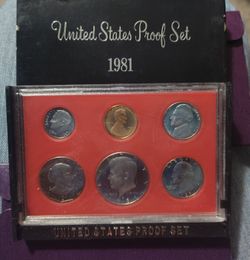 United States Proof Set
1981
UNITED STATES PROOF SET